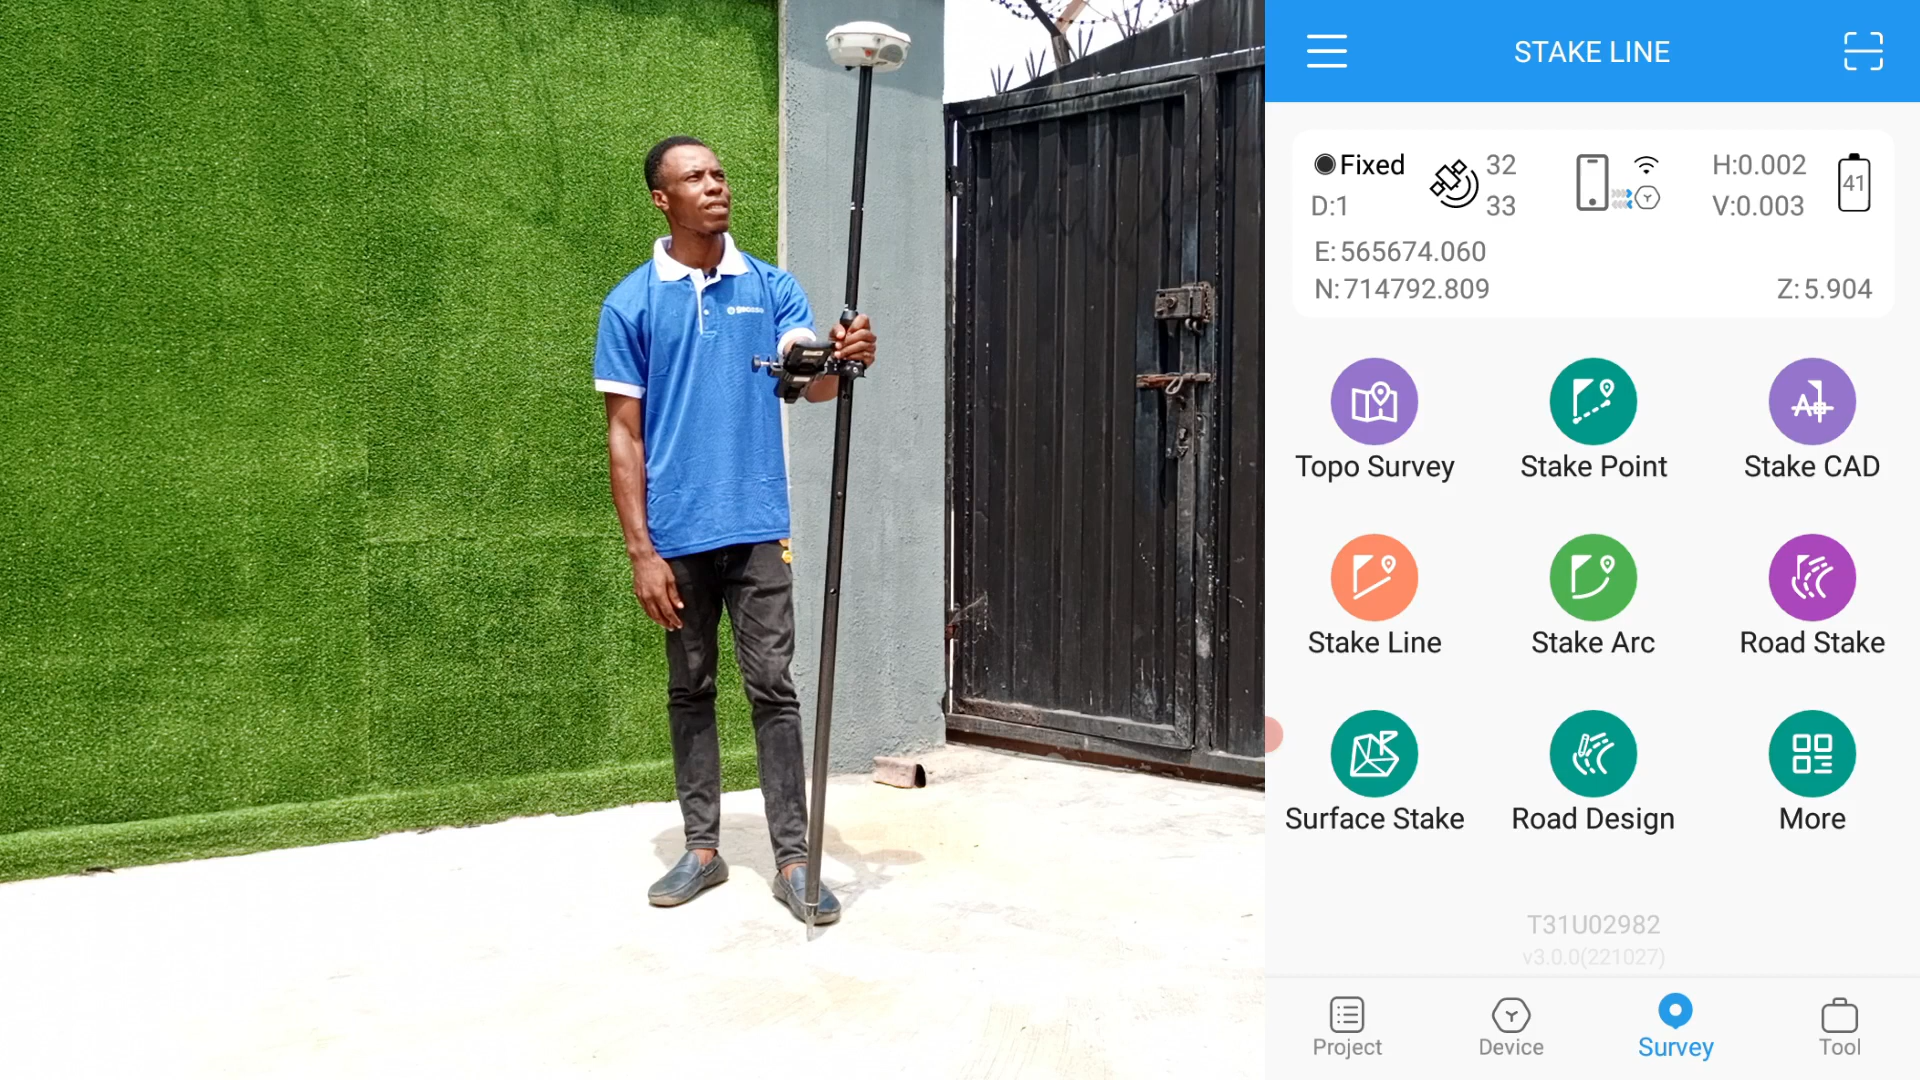 STAKE LINE
Fixed 32 H:0.002 41
D:1 33 V:0.003
E: 565674.060
N: 714792.809 Z: 5.904
Topo Survey Stake Point Stake CAD
Stake Line Stake Arc Road Stake
Surface Stake Road Design More
T31U02982
v3.0.0(221027)
Project Device Survey Tool